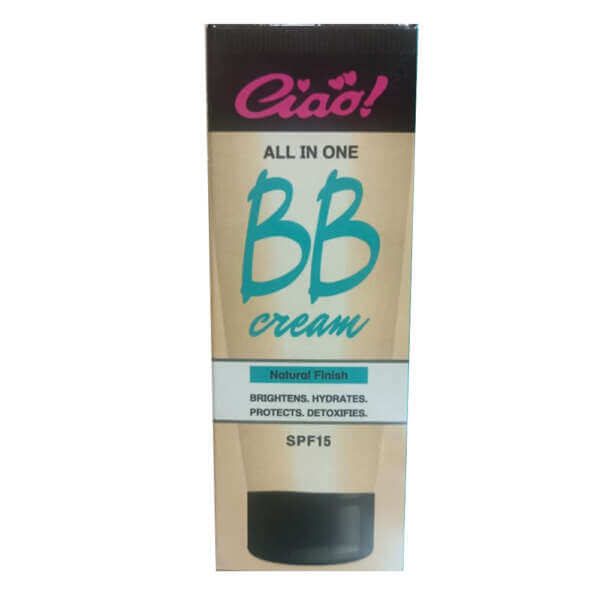 Ciao!
ALL IN ONE
BB
cream
Natural Finish
BRIGHTENS. HYDRATES.
PROTECTS. DETOXIFIES.
SPF15